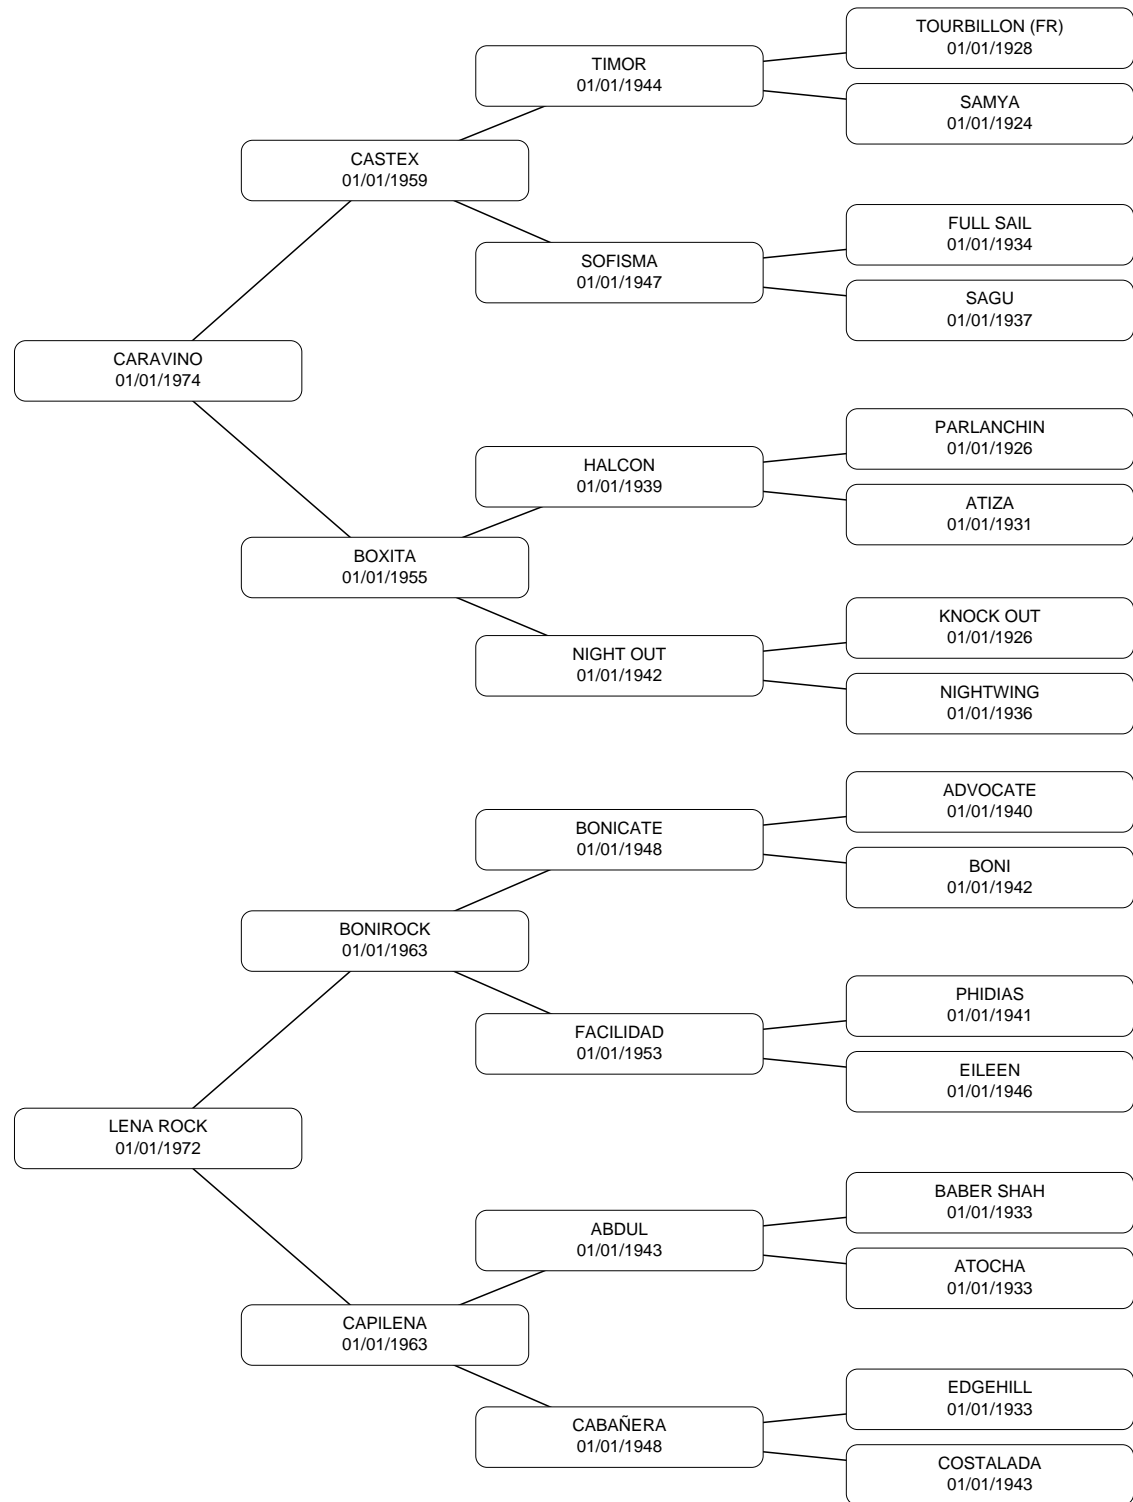 TOURBILLON (FR)
01/01/1928
TIMOR
01/01/1944
SAMYA
01/01/1924
CASTEX
01/01/1959
FULL SAIL
01/01/1934
SOFISMA
01/01/1947
SAGU
01/01/1937
CARAVINO
01/01/1974
PARLANCHIN
01/01/1926
HALCON
01/01/1939
ATIZA
01/01/1931
BOXITA
01/01/1955
KNOCK OUT
01/01/1926
NIGHT OUT
01/01/1942
NIGHTWING
01/01/1936
ADVOCATE
01/01/1940
BONICATE
01/01/1948
BONI
01/01/1942
BONIROCK
01/01/1963
PHIDIAS
01/01/1941
FACILIDAD
01/01/1953
EILEEN
01/01/1946
LENA ROCK
01/01/1972
BABER SHAH
01/01/1933
ABDUL
01/01/1943
ATOCHA
01/01/1933
CAPILENA
01/01/1963
EDGEHILL
01/01/1933
CABAÑERA
01/01/1948
COSTALADA
01/01/1943